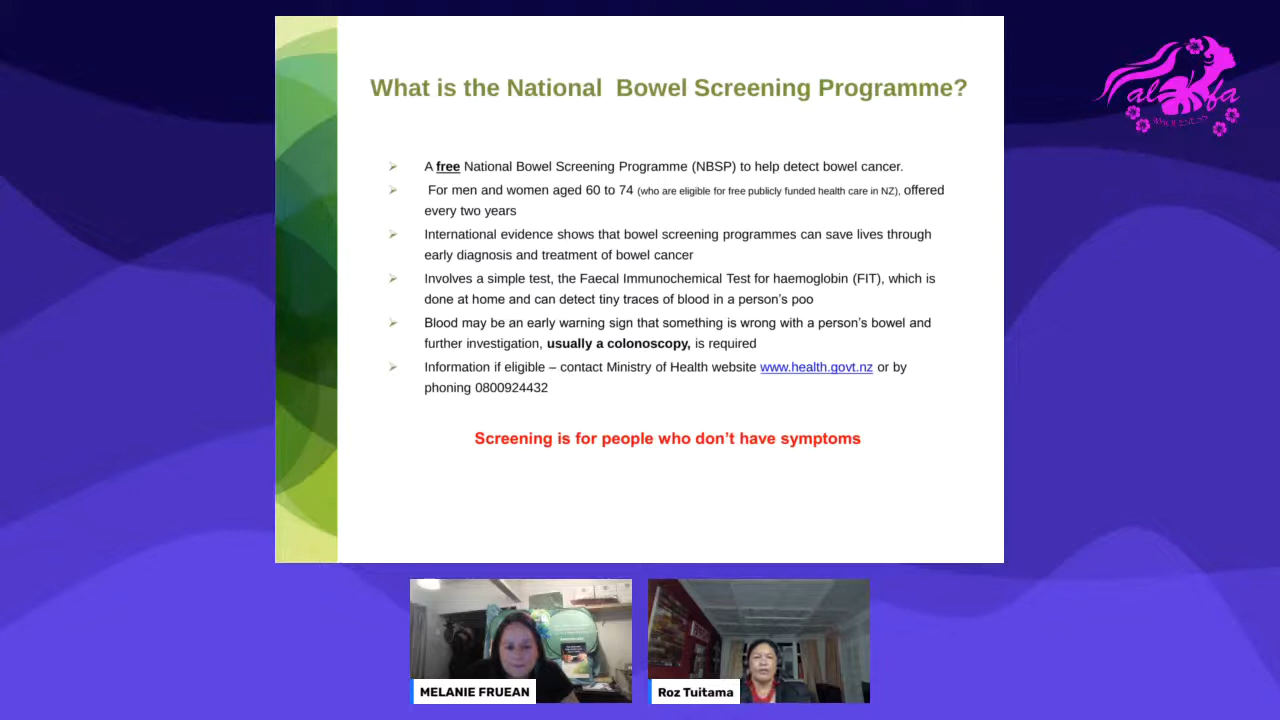 What is the National  Bowel Screening Programme?
A free National Bowel Screening Programme (NBSP) to help detect bowel cancer.
For men and women aged 60 to 74 (who are eligible for free publicly funded health care in NZ), offered
every two years
International evidence shows that bowel screening programmes can save lives through
early diagnosis and treatment of bowel cancer
Involves a simple test, the Faecal Immunochemical Test for haemoglobin (FIT), which is
done at home and can detect tiny traces of blood in a person’s poo
Blood may be an early warning sign that something is wrong with a person’s bowel and
further investigation, usually a colonoscopy, is required
Information if eligible – contact Ministry of Health website www.health.govt.nz or by
phoning 0800924432
Screening is for people who don’t have symptoms
alofa
MELANIE FRUEAN
Roz Tuitama